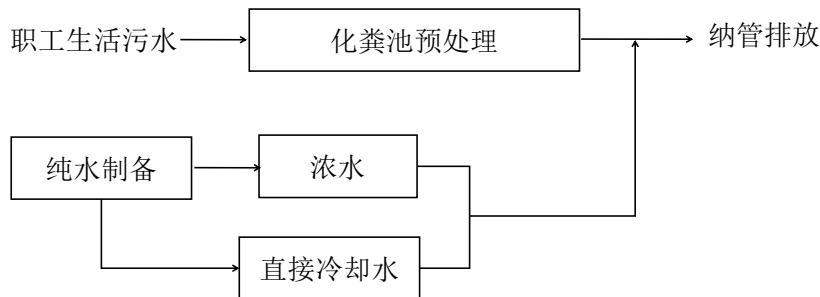 职工生活污水
化粪池预处理
纳管排放
纯水制备
浓水
直接冷却水